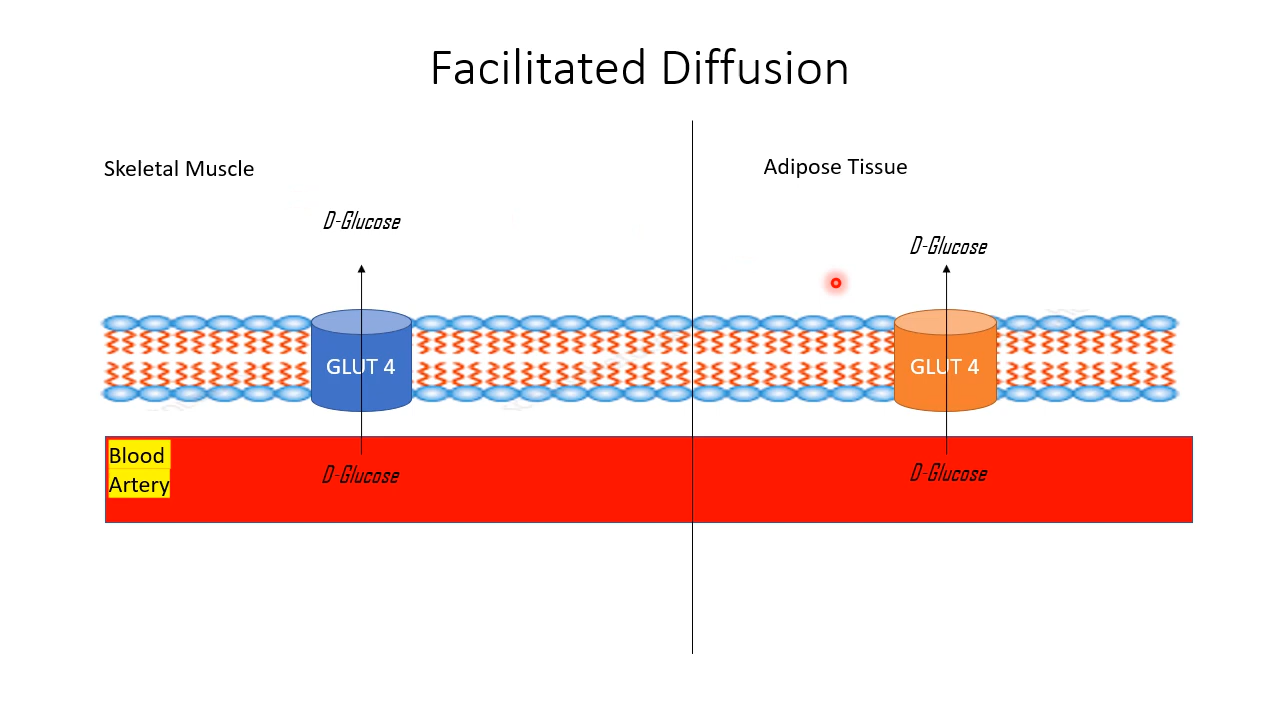 Facilitated Diffusion
Skeletal Muscle
Adipose Tissue
D-Glucose
D-Glucose
GLUT 4
GLUT 4
Blood
Artery
D-Glucose
D-Glucose